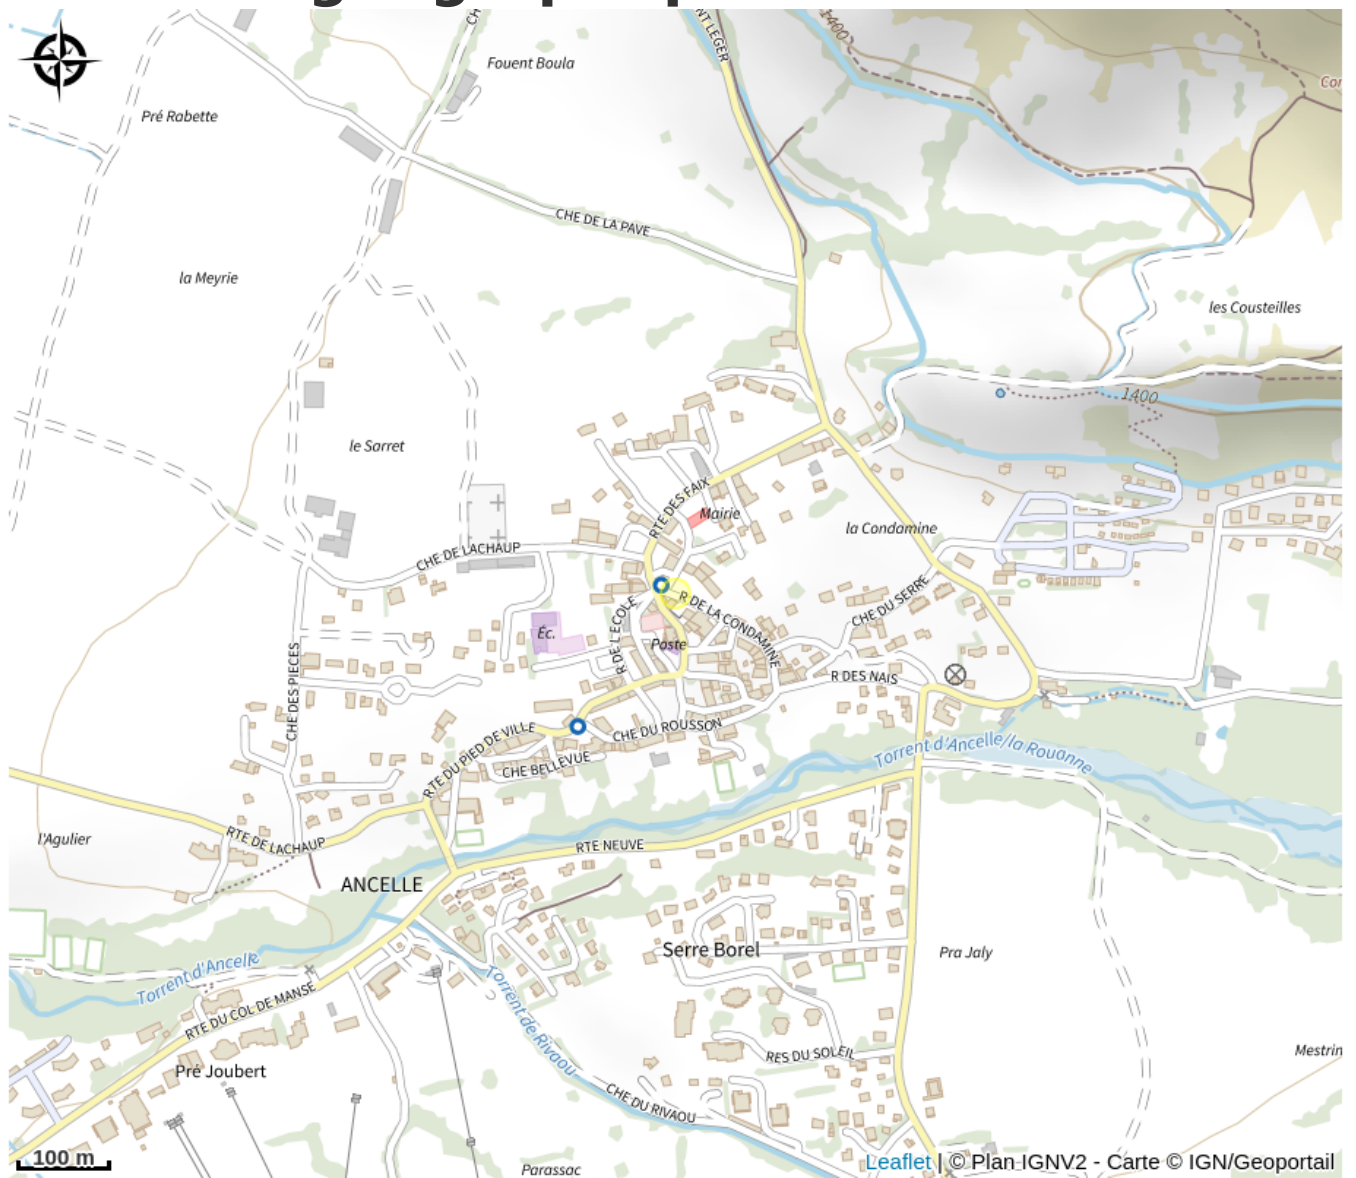 1400
NT LEGER
Fouent Boula
Pré Rabette
CHE DE LA PAVE
la Meyrie
les Cousteilles
1400
le Sarret
RTE DES FAIX
Mairie
la Condamine
CHE DE LACHAUP
R DE LA CONDAMINE
CHE DU SERRE
R DE L'ECOLE
Éc.
Poste
R DES NAIS
CHE DES PIECES
CHE DU ROUSSON
RTE DU PIED DE VILLE
CHE BELLEVUE
Torrent d'Ancelle/la Rouanne
RTE DE LACHAUP
l'Agulier
RTE NEUVE
ANCELLE
Serre Borel
Pra Jaly
Torrent d'Ancelle
RTE DU COL DE MANSE
Torrent de Rivaou
Mestrin
RES DU SOLEIL
Pré Joubert
CHE DU RIVAOU
100 m
Parassac
Leaflet | © Plan IGNV2 - Carte © IGN/Geoportail